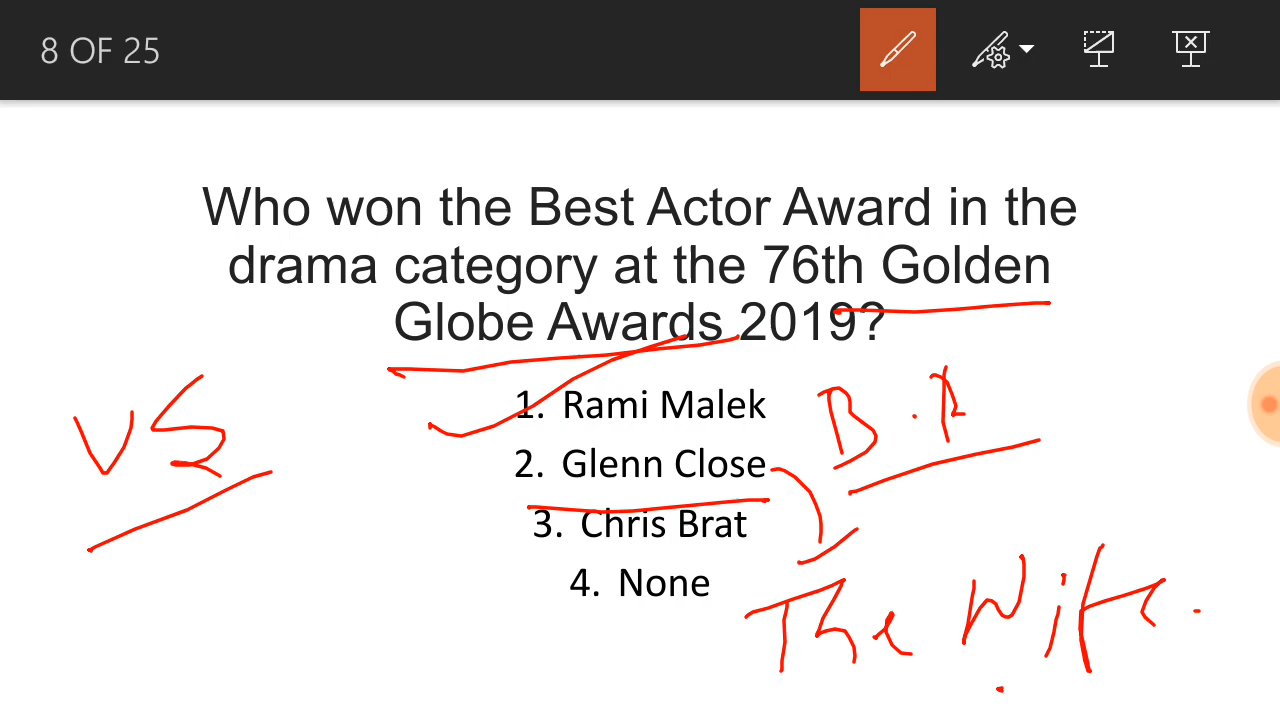 8 OF 25
Who won the Best Actor Award in the
drama category at the 76th Golden
Globe Awards 2019?
1. Rami Malek
2. Glenn Close
3. Chris Brat
4. None
US
B.R
The Wife.